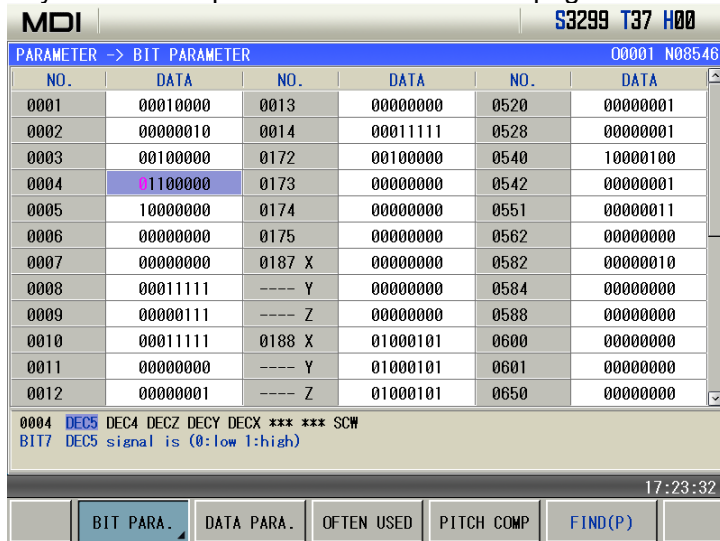 MDI S3299 T37 H00
PARAMETER -> BIT PARAMETER O0001 N08546
NO. DATA NO. DATA NO. DATA
0001 00010000 0013 00000000 0520 00000001
0002 00000010 0014 00011111 0528 00000001
0003 00100000 0172 00100000 0540 10000100
0004 01100000 0173 00000000 0542 00000001
0005 10000000 0174 00000000 0551 00000011
0006 00000000 0175 00000000 0562 00000000
0007 00000000 0187 X 00000000 0582 00000010
0008 00011111 ---- Y 00000000 0584 00000000
0009 00000111 ---- Z 00000000 0588 00000000
0010 00011111 0188 X 01000101 0600 00000000
0011 00000000 ---- Y 01000101 0601 00000000
0012 00000001 ---- Z 01000101 0650 00000000
0004 DEC5 DEC4 DECZ DECY DECX *** *** SCW
BIT7 DEC5 signal is (0:low 1:high)
17:23:32
BIT PARA. DATA PARA. OFTEN USED PITCH COMP FIND(P)